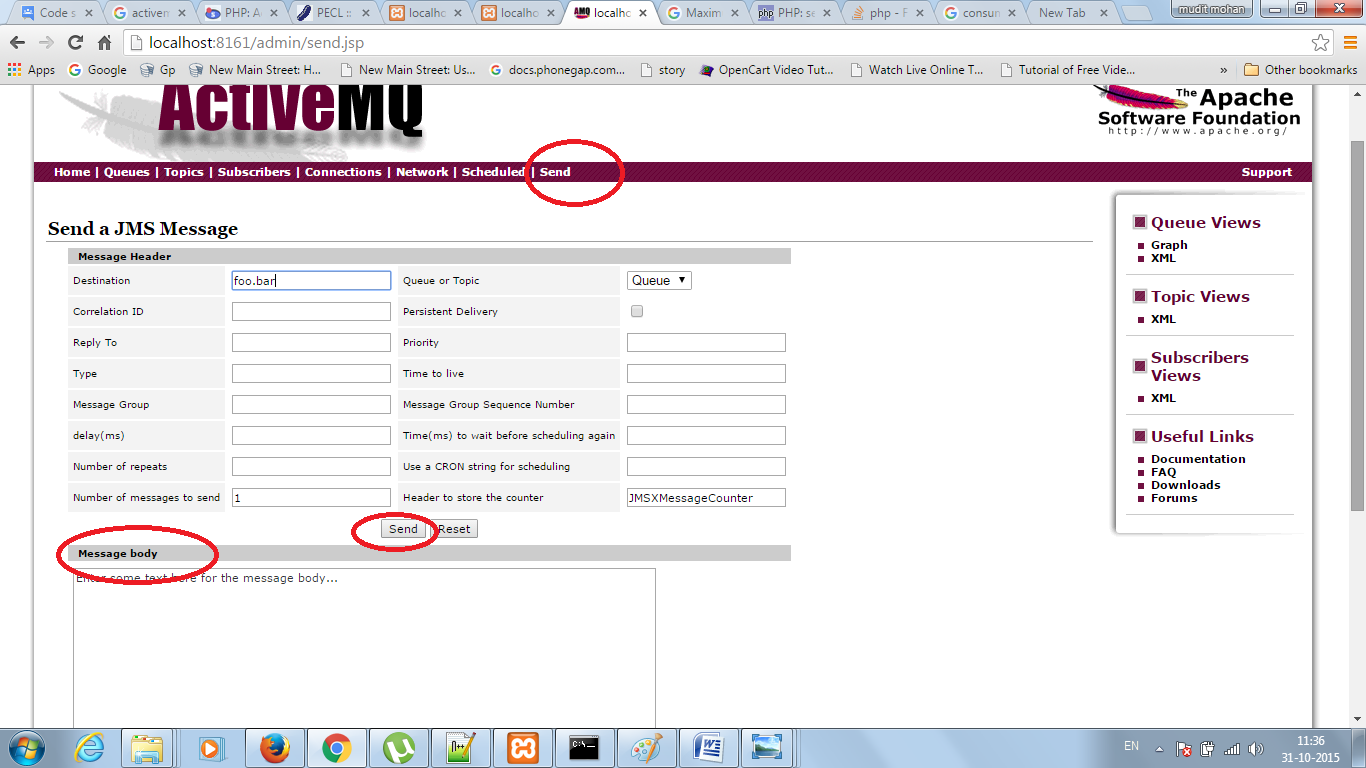 Code s
activem
PHP: A
PECL ::
localho
localho
AMQ localho
Maxim
php PHP: se
php - F
consun
New Tab
mudit mohan
localhost:8161/admin/send.jsp
Apps
Google
Gp
New Main Street: H...
New Main Street: Us...
docs.phonegap.com...
story
OpenCart Video Tut...
Watch Live Online T...
Tutorial of Free Vide...
»
Other bookmarks
ActiveMQ
The Apache
Software Foundation
http://www.apache.org/
Home | Queues | Topics | Subscribers | Connections | Network | Scheduled | Send
Support
Send a JMS Message
Message Header
Destination foo.bar Queue or Topic Queue
Correlation ID Persistent Delivery
Reply To Priority
Type Time to live
Message Group Message Group Sequence Number
delay(ms) Time(ms) to wait before scheduling again
Number of repeats Use a CRON string for scheduling
Number of messages to send 1 Header to store the counter JMSXMessageCounter
Send Reset
Message body
Enter some text here for the message body...
Queue Views
Graph
XML
Topic Views
XML
Subscribers
Views
XML
Useful Links
Documentation
FAQ
Downloads
Forums
EN
11:36
31-10-2015